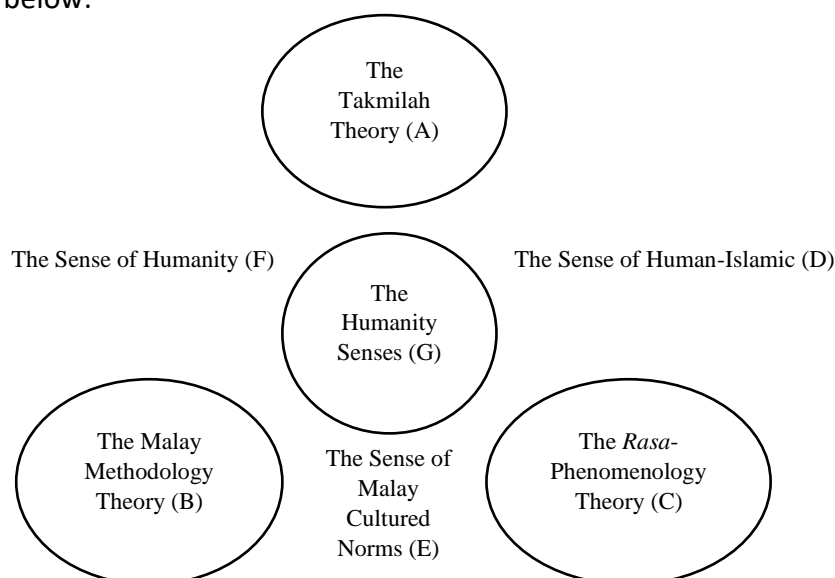 below.
The
Takmilah
Theory (A)
The Sense of Humanity (F)
The Sense of Human-Islamic (D)
The
Humanity
Senses (G)
The Malay
Methodology
Theory (B)
The Sense of
Malay
Cultured
Norms (E)
The Rasa-
Phenomenology
Theory (C)